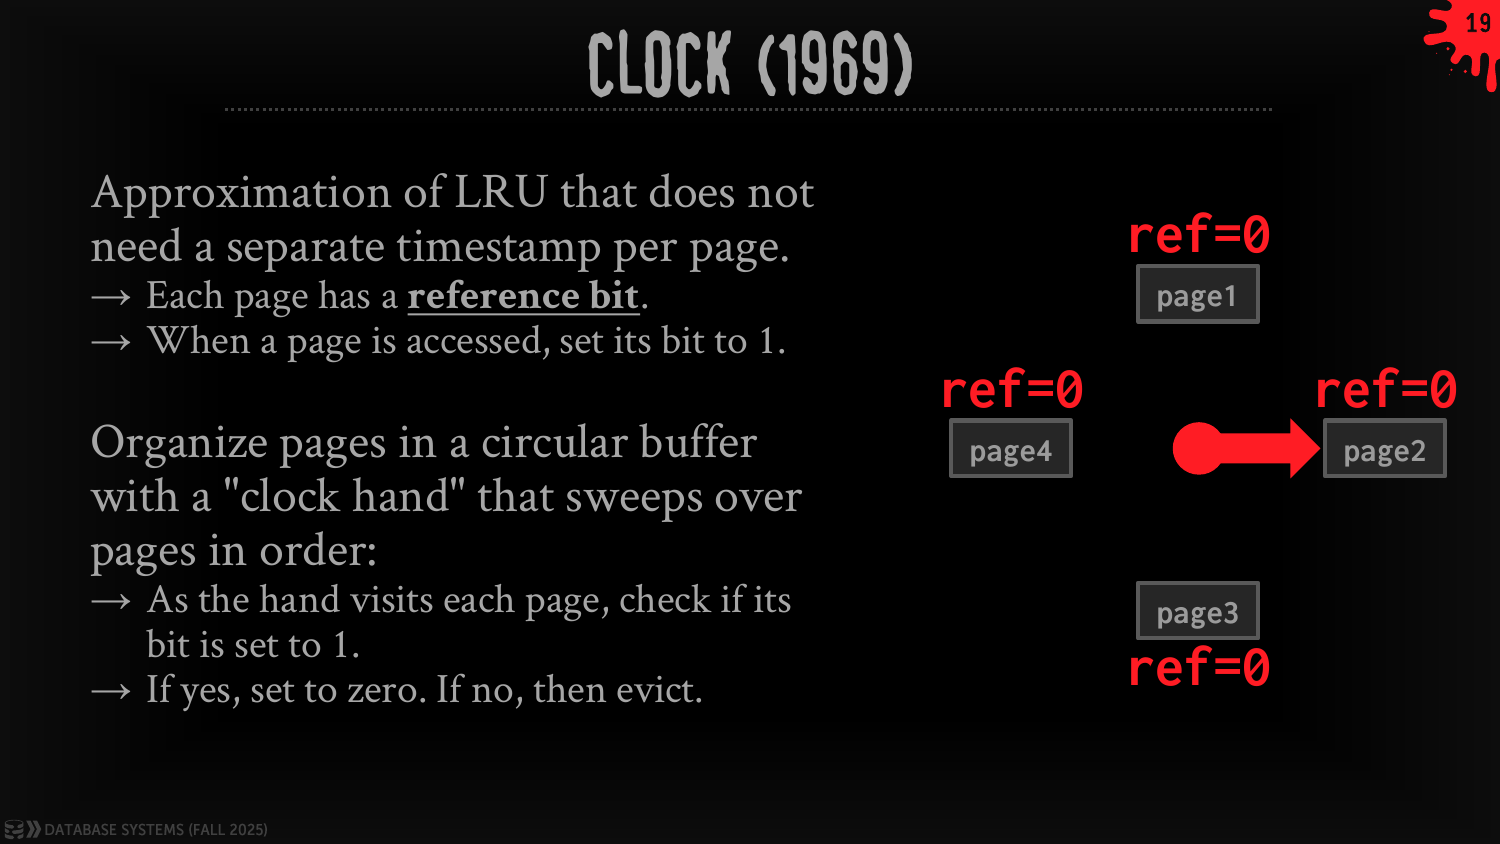 CLOCK (1969)
19
Approximation of LRU that does not
need a separate timestamp per page.
→ Each page has a reference bit.
→ When a page is accessed, set its bit to 1.
Organize pages in a circular buffer
with a "clock hand" that sweeps over
pages in order:
→ As the hand visits each page, check if its
bit is set to 1.
→ If yes, set to zero. If no, then evict.
ref=0
page1
ref=0
page4
ref=0
page2
page3
ref=0
DATABASE SYSTEMS (FALL 2025)